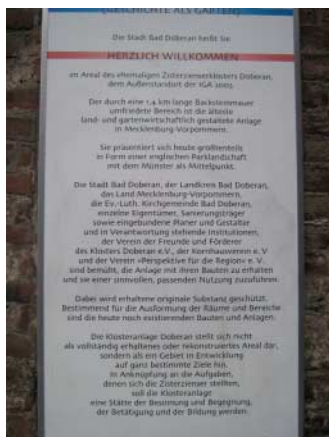 (GESCHICHTE ALS GARTEN)
Die Stadt Bad Doberan heißt Sie
HERZLICH WILLKOMMEN
im Areal des ehemaligen Zisterzienserklosters Doberan,
dem Außenstandort der IGA 2003.
Der durch eine 1,4 km lange Backsteinmauer
umfriedete Bereich ist die älteste
land- und gartenwirtschaftlich gestaltete Anlage
in Mecklenburg-Vorpommern.
Sie präsentiert sich heute größtenteils
in Form einer englischen Parklandschaft
mit dem Münster als Mittelpunkt.
Die Stadt Bad Doberan, der Landkreis Bad Doberan,
das Land Mecklenburg-Vorpommern,
die Ev.-Luth. Kirchgemeinde Bad Doberan,
einzelne Eigentümer, Sanierungsträger
sowie eingebundene Planer und Gestalter
und in Verantwortung stehende Institutionen,
der Verein der Freunde und Förderer
des Klosters Doberan e.V., der Kornhausverein e. V
und der Verein »Perspektive für die Region« e. V.
sind bemüht, die Anlage mit ihren Bauten zu erhalten
und sie einer sinnvollen, passenden Nutzung zuzuführen.
Dabei wird erhaltene originale Substanz geschützt.
Bestimmend für die Ausformung der Räume und Bereiche
sind die heute noch existierenden Bauten und Anlagen.
Die Klosteranlage Doberan stellt sich nicht
als vollständig erhaltenes oder rekonstruiertes Areal dar,
sondern als ein Gebiet in Entwicklung
auf ganz bestimmte Ziele hin.
In Anknüpfung an die Aufgaben,
denen sich die Zisterzienser stellten,
soll die Klosteranlage
eine Stätte der Besinnung und Begegnung,
der Betätigung und der Bildung werden.